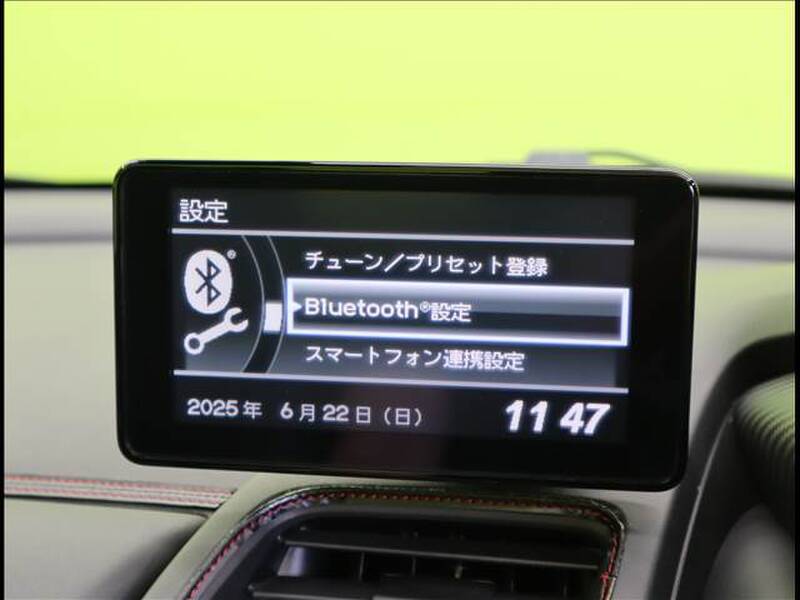 設定
チューン／プリセット登録
Bluetooth®設定
スマートフォン連携設定
2025年 6月22日（日） 11 47